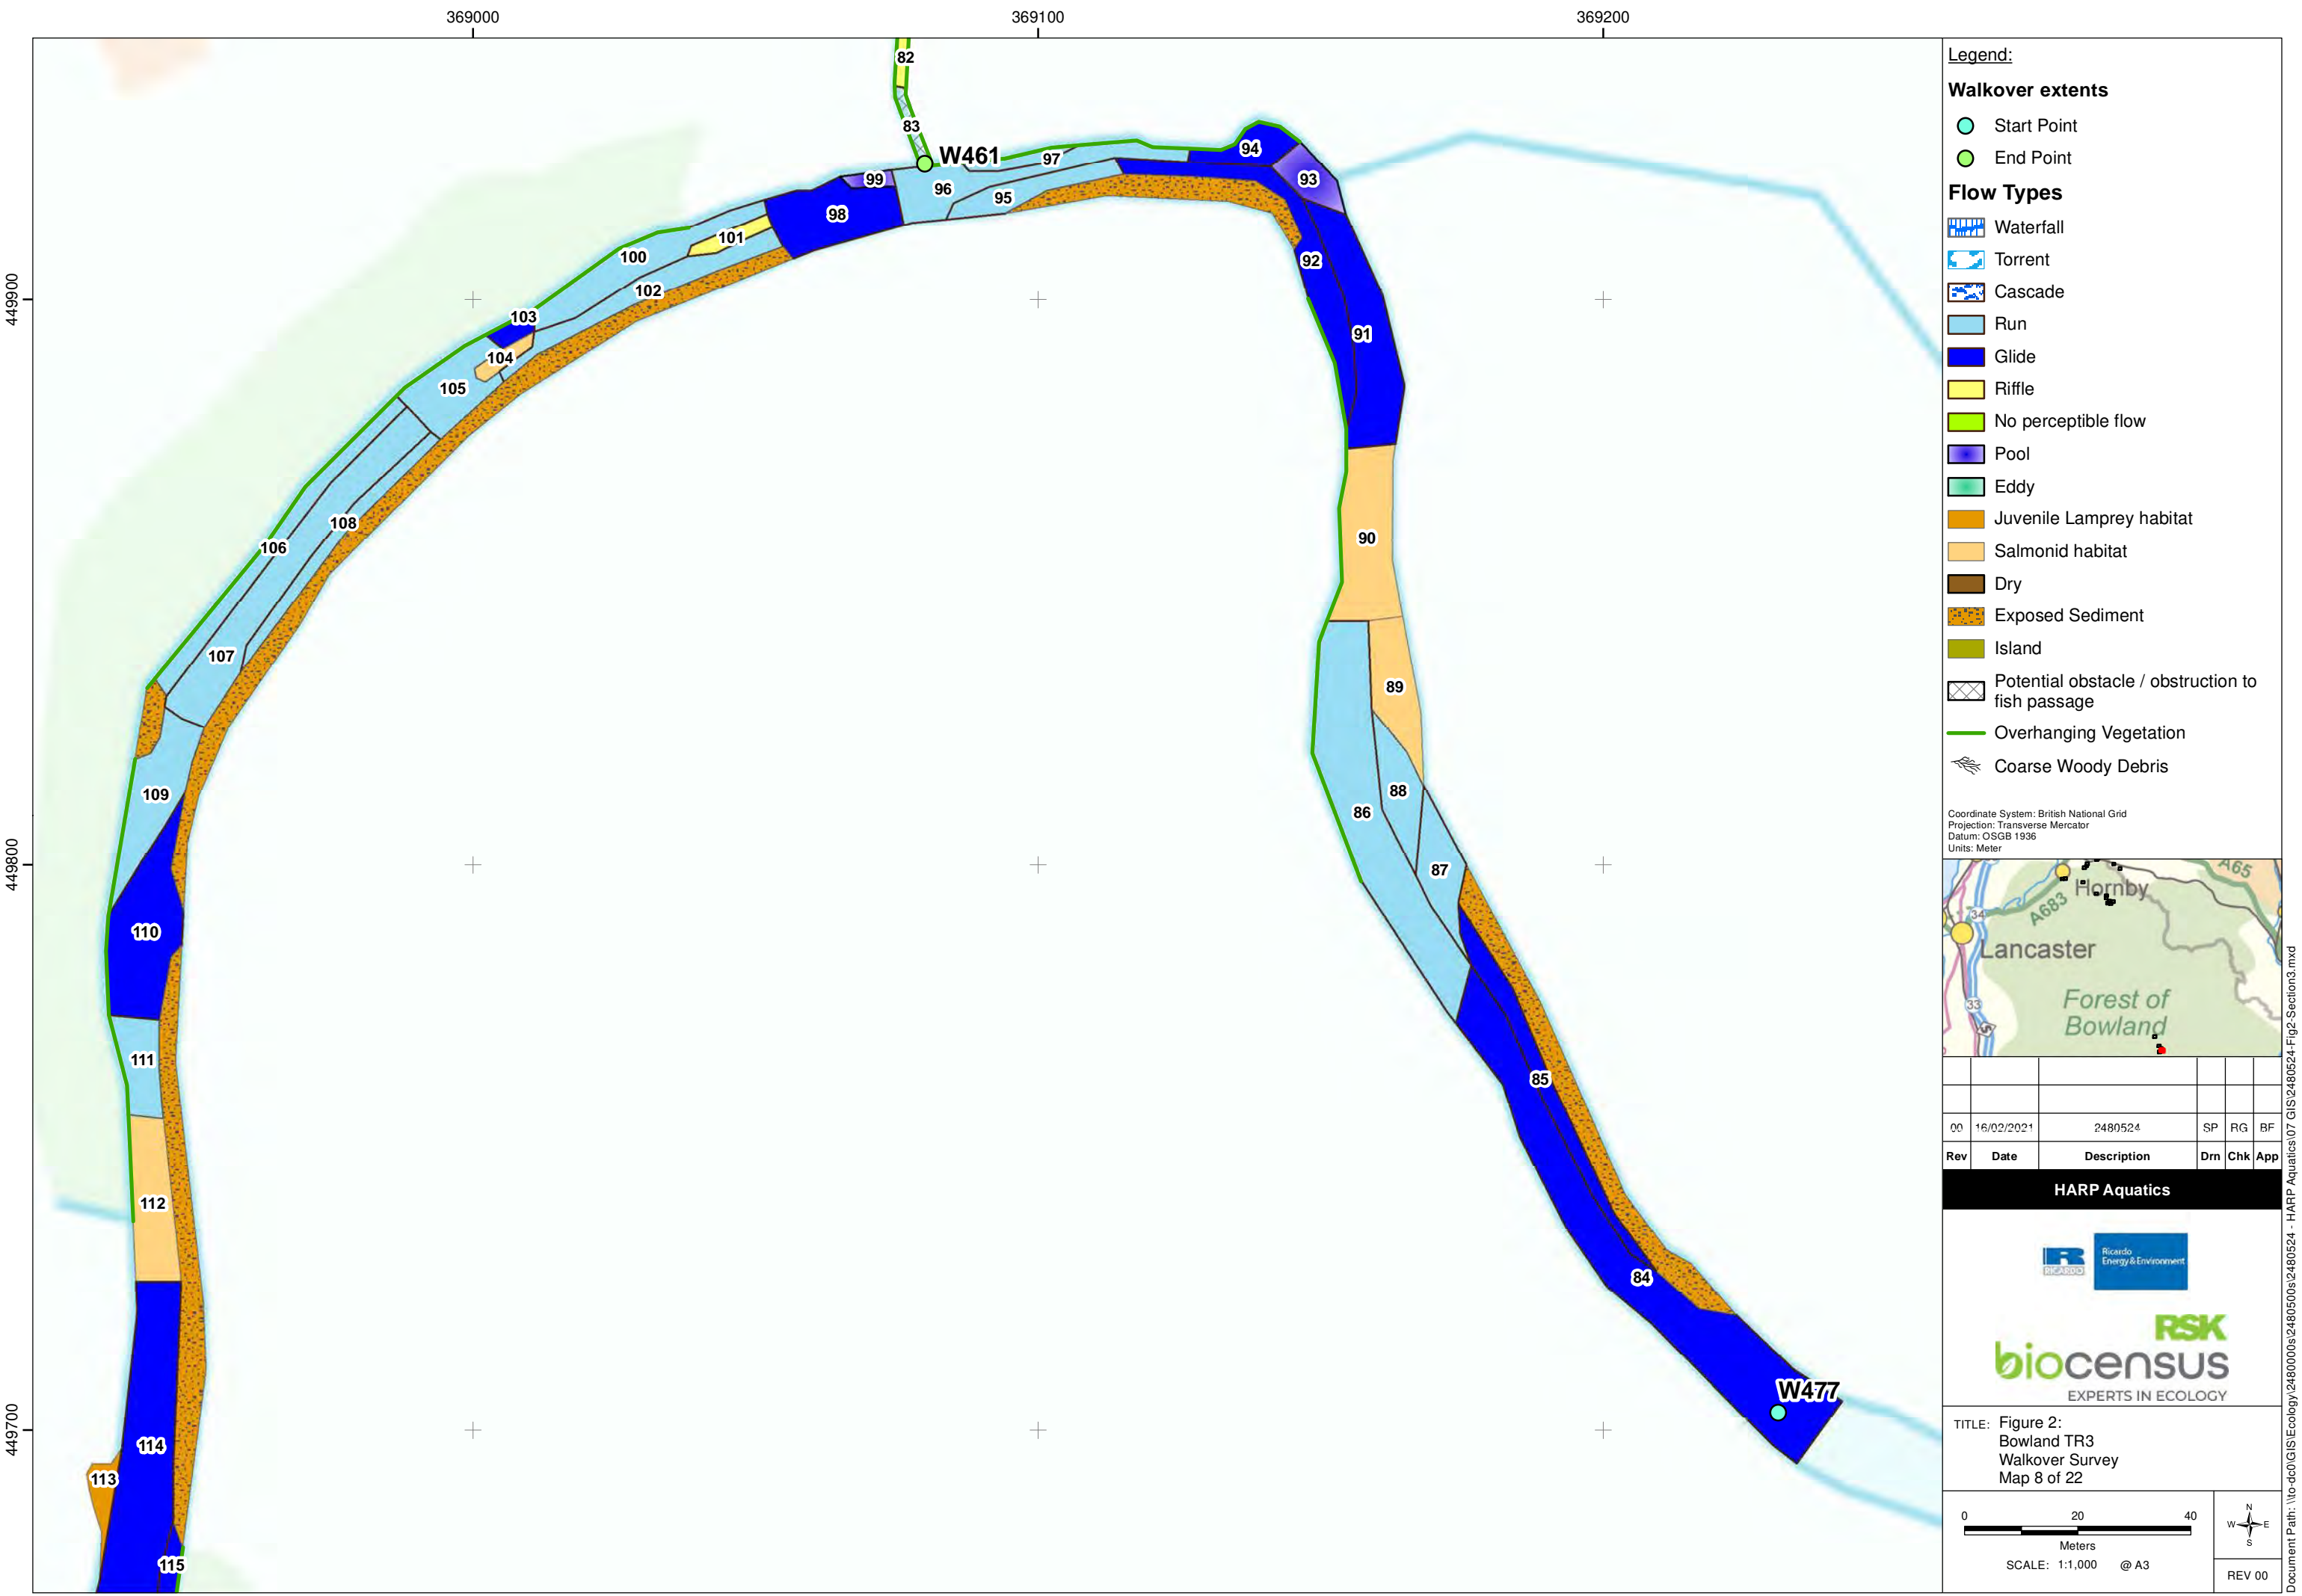 369000
369100
369200
449900
449800
449700
82
83
W461
97
94
93
99
96
95
98
101
100
92
102
103
91
104
105
90
108
106
107
89
88
86
109
87
110
111
85
112
84
W477
114
113
115
Legend:
Walkover extents
Start Point
End Point
Flow Types
Waterfall
Torrent
Cascade
Run
Glide
Riffle
No perceptible flow
Pool
Eddy
Juvenile Lamprey habitat
Salmonid habitat
Dry
Exposed Sediment
Island
Potential obstacle / obstruction to
fish passage
Overhanging Vegetation
Coarse Woody Debris
Coordinate System: British National Grid
Projection: Transverse Mercator
Datum: OSGB 1936
Units: Meter
A65
Hornby
A683
34
Lancaster
33
S
Forest of
Bowland
00 16/02/2021 2480524 SP RG BF
Rev Date Description Drn Chk App
HARP Aquatics
RICARDO
Ricardo
Energy & Environment
RSK
biocensus
EXPERTS IN ECOLOGY
TITLE: Figure 2:
Bowland TR3
Walkover Survey
Map 8 of 22
0 20 40
Meters
SCALE: 1:1,000 @ A3
N
W E
S
REV 00
Document Path: \\to-dc0\GIS\Ecology\2480000s\2480500s\2480524 - HARP Aquatics\07 GIS\2480524-Fig2-Section3.mxd